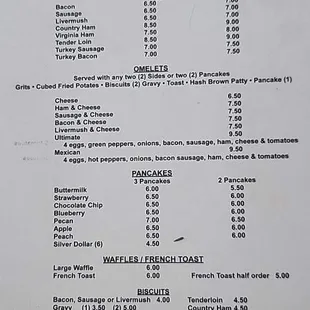 Bacon 6.50 7.00
Sausage 6.50 7.00
Livermush 6.50 7.00
Country Ham 8.50 9.00
Virginia Ham 7.50 8.00
Tender Loin 8.50 9.00
Turkey Sausage 7.00 7.50
Turkey Bacon 7.00 7.50
OMELETS
Served with any two (2) Sides or two (2) Pancakes
Grits • Cubed Fried Potatoes • Biscuits (2) Gravy • Toast • Hash Brown Patty • Pancake (1)
Cheese 6.50
Ham & Cheese 7.50
Sausage & Cheese 7.50
Bacon & Cheese 7.50
Livermush & Cheese 7.50
Ultimate 9.50
4 eggs, green peppers, onions, bacon, sausage, ham, cheese & tomatoes
Mexican 9.50
4 eggs, hot peppers, onions, bacon sausage, ham, cheese & tomatoes
PANCAKES
3 Pancakes 2 Pancakes
Buttermilk 6.00 5.50
Strawberry 6.50 6.00
Chocolate Chip 6.50 6.00
Blueberry 6.50 6.00
Pecan 7.00 6.50
Apple 6.50 6.00
Peach 6.50 6.00
Silver Dollar (6) 4.50
WAFFLES / FRENCH TOAST
Large Waffle 6.00
French Toast 6.00 French Toast half order 5.00
BISCUITS
Bacon, Sausage or Livermush 4.00 Tenderloin 4.50
Gravy (1) 3.50 (2) 5.00 Country Ham 4.50